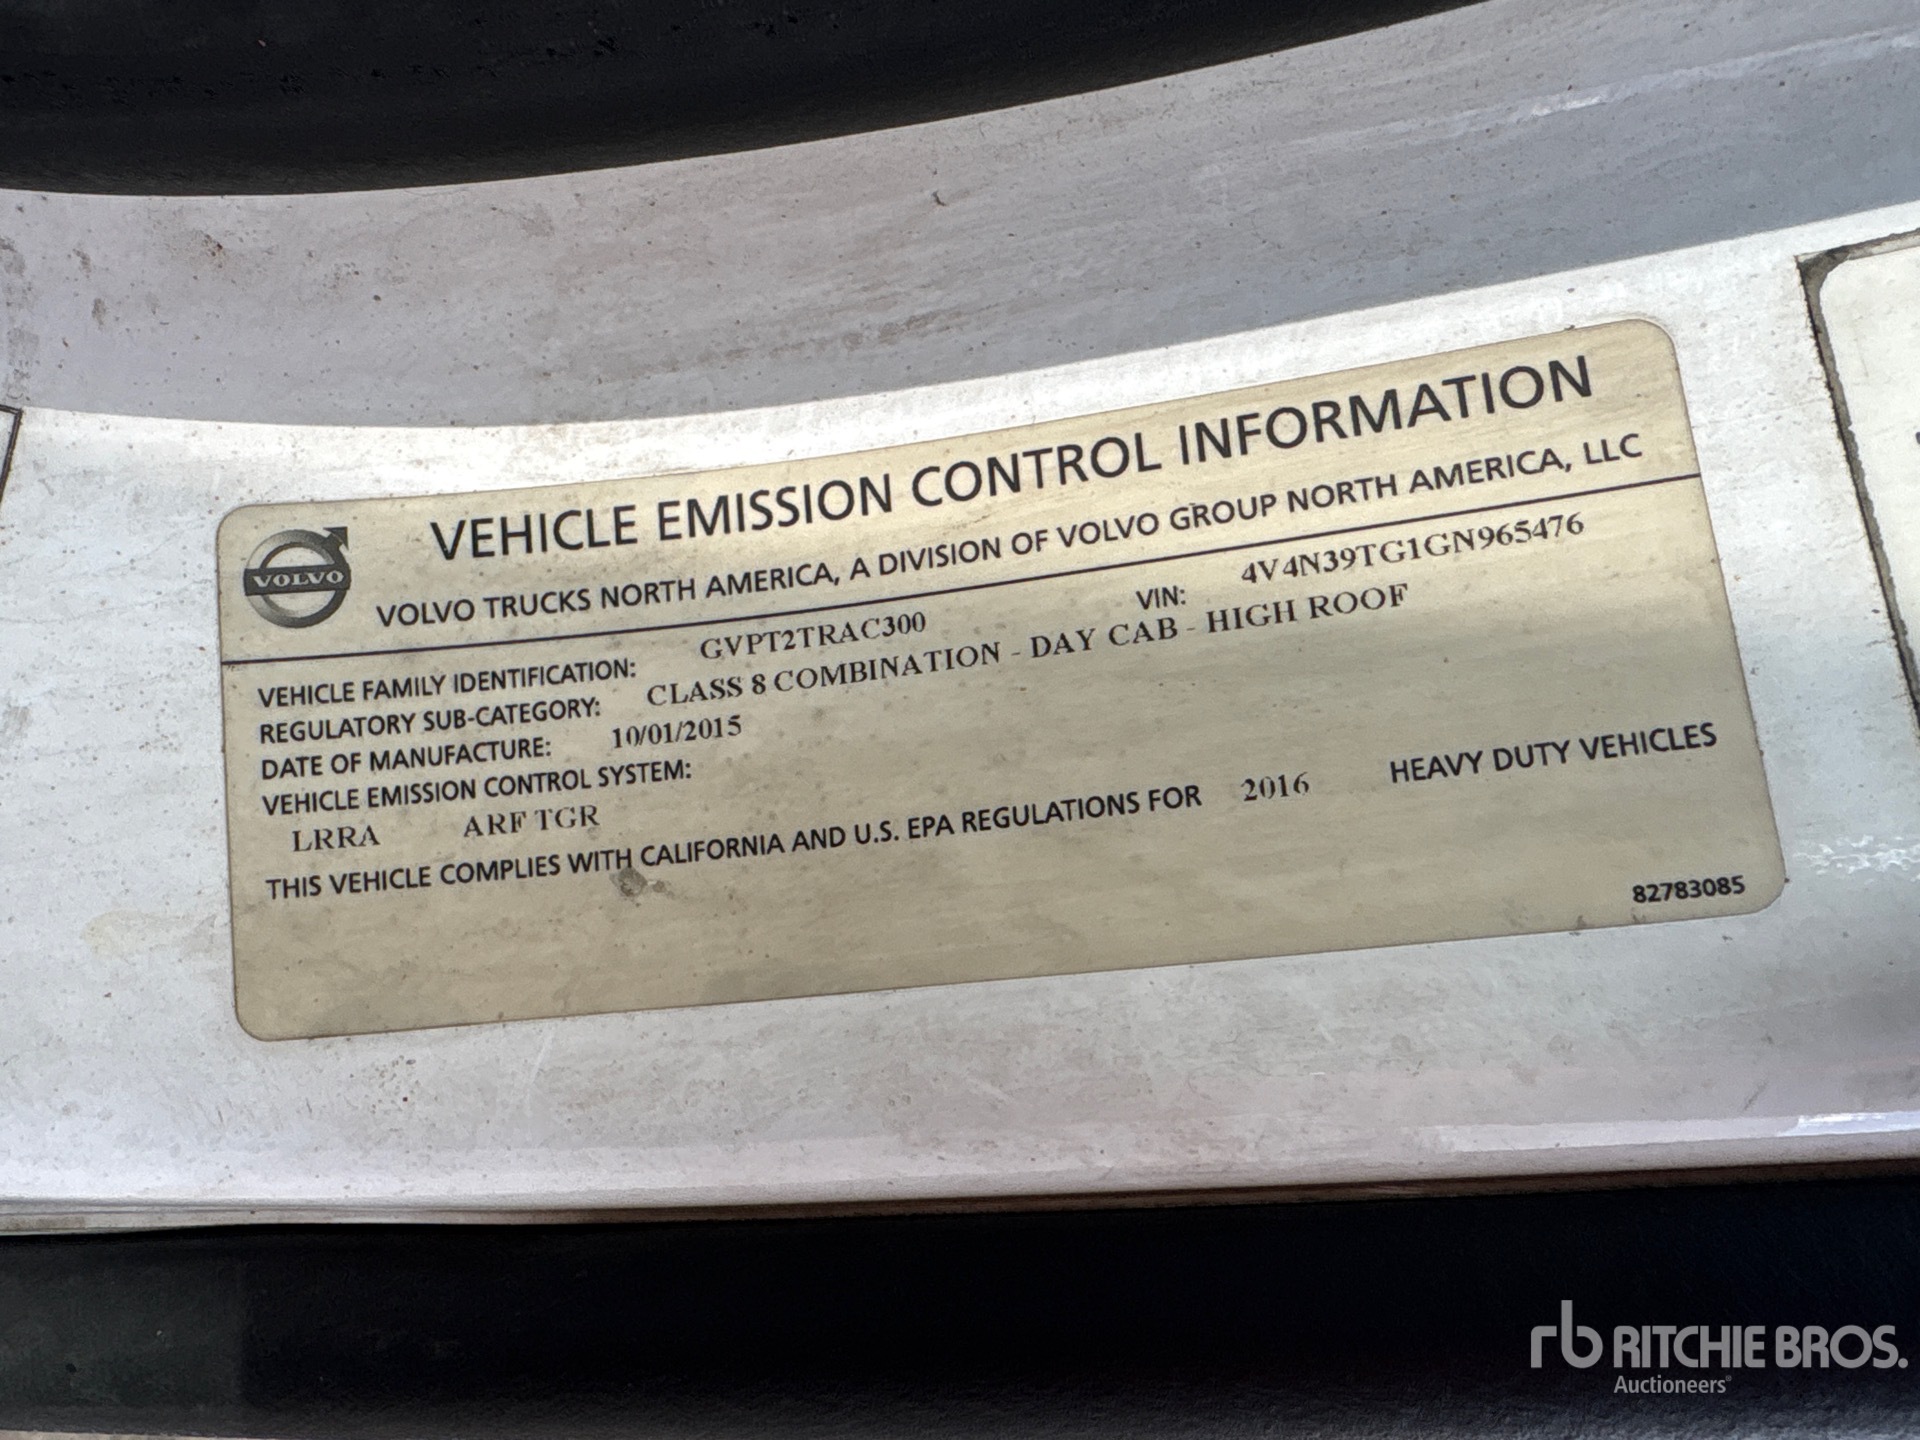 VEHICLE EMISSION CONTROL INFORMATION
VOLVO
VOLVO TRUCKS NORTH AMERICA, A DIVISION OF VOLVO GROUP NORTH AMERICA, LLC
VEHICLE FAMILY IDENTIFICATION: GVPT2TRAC300 VIN: 4V4N39TG1GN965476
REGULATORY SUB-CATEGORY: CLASS 8 COMBINATION - DAY CAB - HIGH ROOF
DATE OF MANUFACTURE: 10/01/2015
VEHICLE EMISSION CONTROL SYSTEM:
LRRA ARF TGR
THIS VEHICLE COMPLIES WITH CALIFORNIA AND U.S. EPA REGULATIONS FOR 2016 HEAVY DUTY VEHICLES
82783085
rb RITCHIE BROS.
Auctioneers®